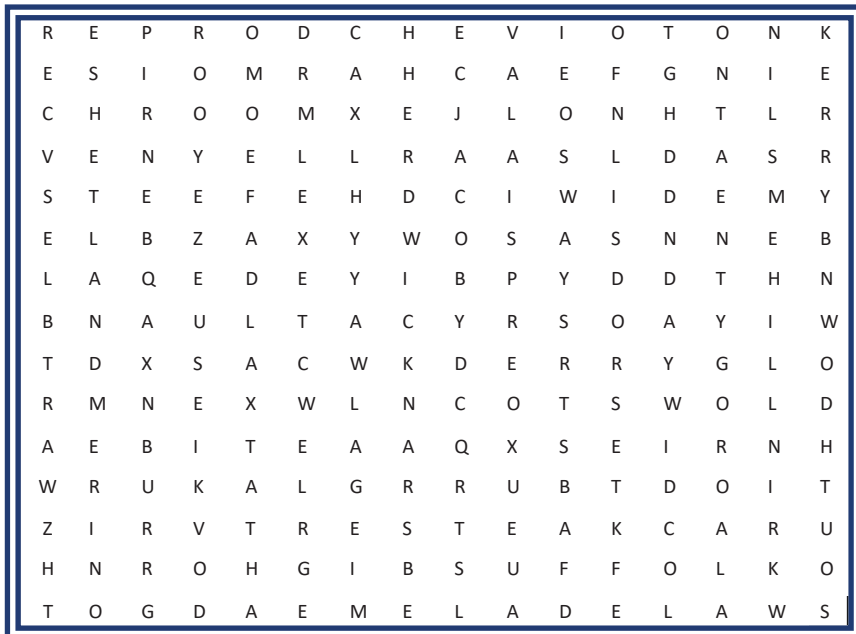 R E P R O D C H E V I O T O N K
E S I O M R A H C A E F G N I E
C H R O O M X E J L O N H T L R
V E N Y E L L R A A S L D A S R
S T E E F E H D C I W I D E M Y
E L B Z A X Y W O S A S N N E B
L A Q E D E Y I B P Y D D T H N
B N A U L T A C Y R S O A Y I W
T D X S A C W K D E R R Y G L O
R M N E X W L N C O T S W O L D
A E B I T E A A Q X S E I R N H
W R U K A L G R R U B T D O I T
Z I R V T R E S T E A K C A R U
H N R O H G I B S U F F O L K O
T O G D A E M E L A D E L A W S